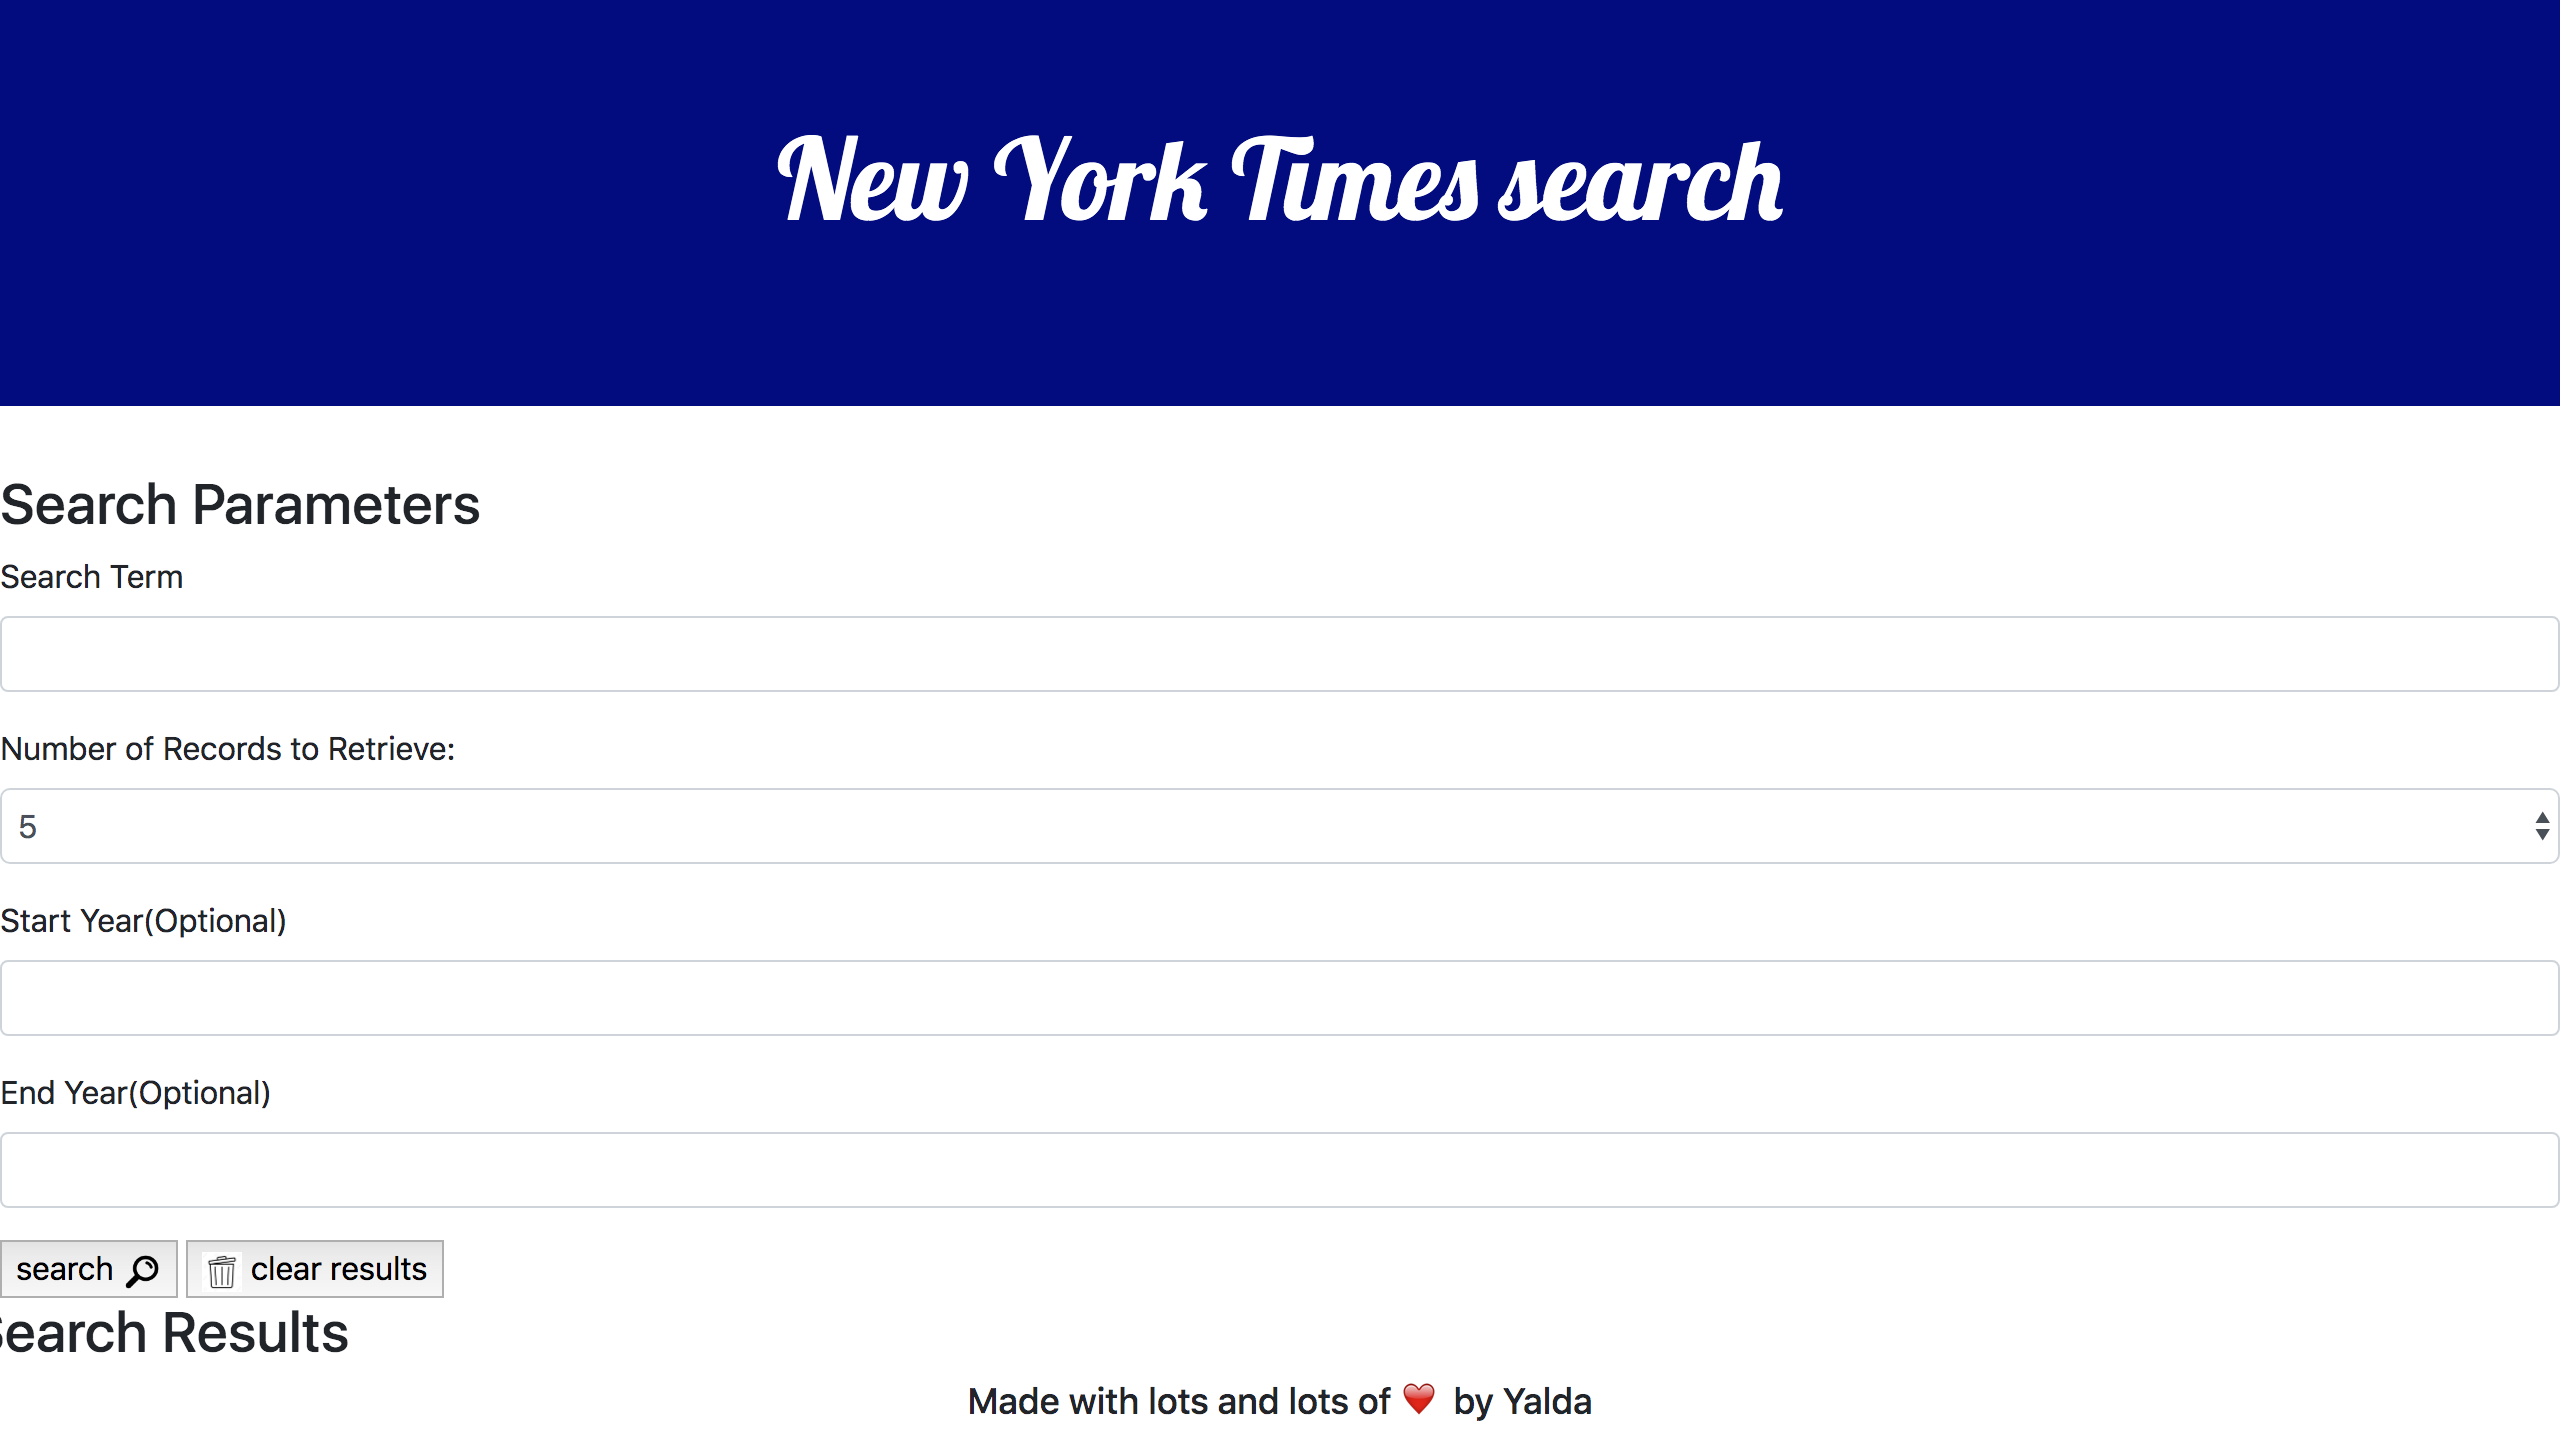 New York Times search
Search Parameters
Search Term
Number of Records to Retrieve:
5
Start Year(Optional)
End Year(Optional)
search clear results
Search Results
Made with lots and lots of ❤️ by Yalda